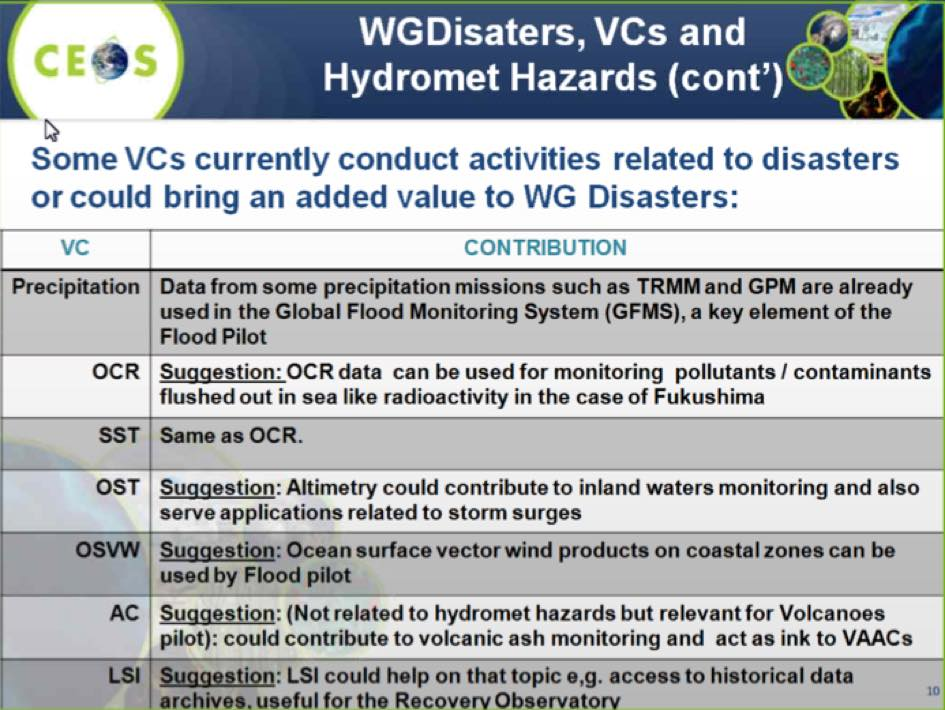 CEOS
WGDisaters, VCs and
Hydromet Hazards (cont')
Some VCs currently conduct activities related to disasters
or could bring an added value to WG Disasters:
VC CONTRIBUTION
Precipitation Data from some precipitation missions such as TRMM and GPM are already
used in the Global Flood Monitoring System (GFMS), a key element of the
Flood Pilot
OCR Suggestion: OCR data can be used for monitoring pollutants / contaminants
flushed out in sea like radioactivity in the case of Fukushima
SST Same as OCR.
OST Suggestion: Altimetry could contribute to inland waters monitoring and also
serve applications related to storm surges
OSVW Suggestion: Ocean surface vector wind products on coastal zones can be
used by Flood pilot
AC Suggestion: (Not related to hydromet hazards but relevant for Volcanoes
pilot): could contribute to volcanic ash monitoring and act as ink to VAACs
LSI Suggestion: LSI could help on that topic e,g. access to historical data
archives, useful for the Recovery Observatory
10